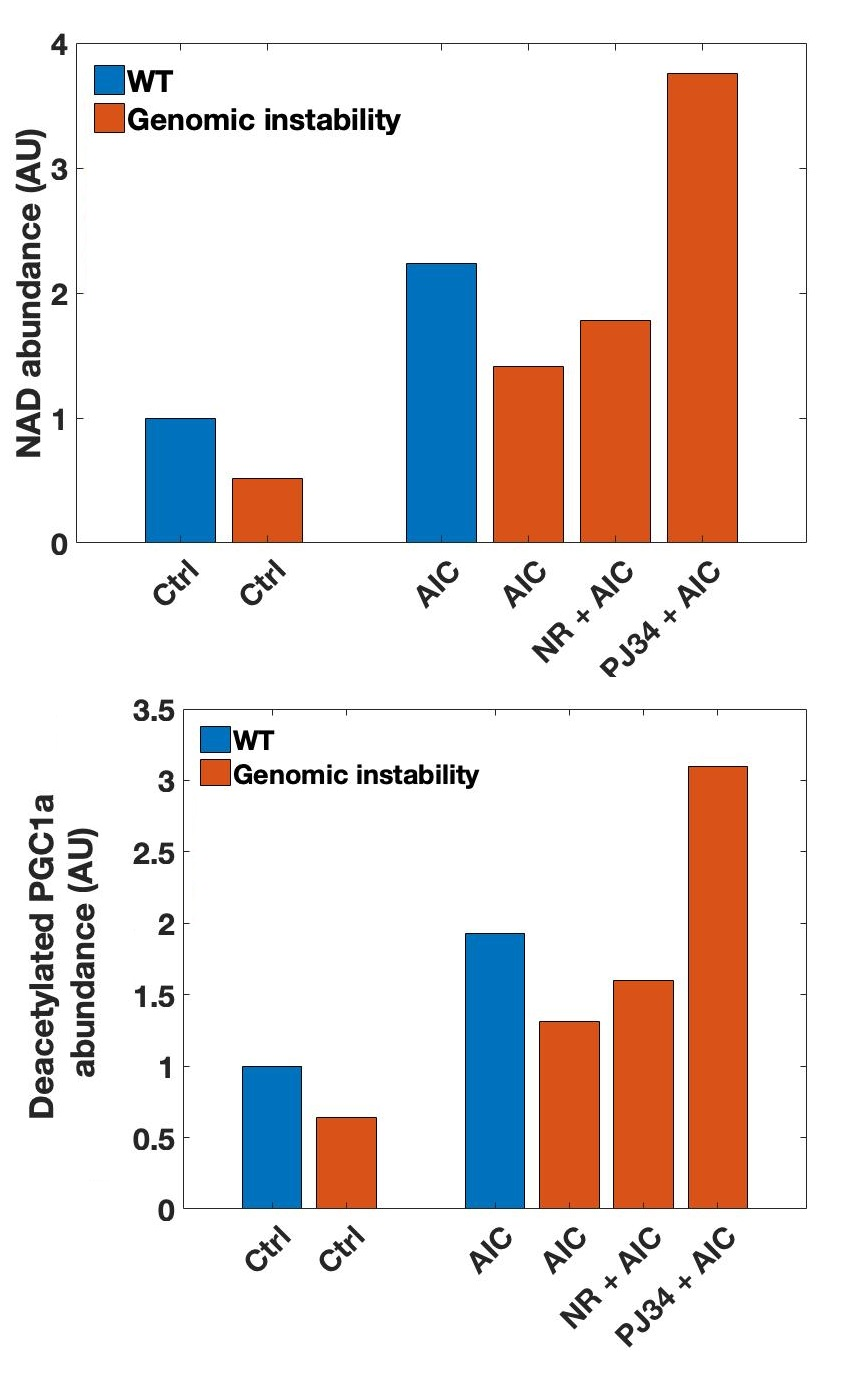 4
WT
Genomic instability
3
2
1
0
NAD abundance (AU)
Ctrl
Ctrl
AIC
AIC
NR + AIC
PJ34 + AIC
3.5
WT
Genomic instability
3
2.5
2
1.5
1
0.5
0
Deacetylated PGC1a
abundance (AU)
Ctrl
Ctrl
AIC
AIC
NR + AIC
PJ34 + AIC